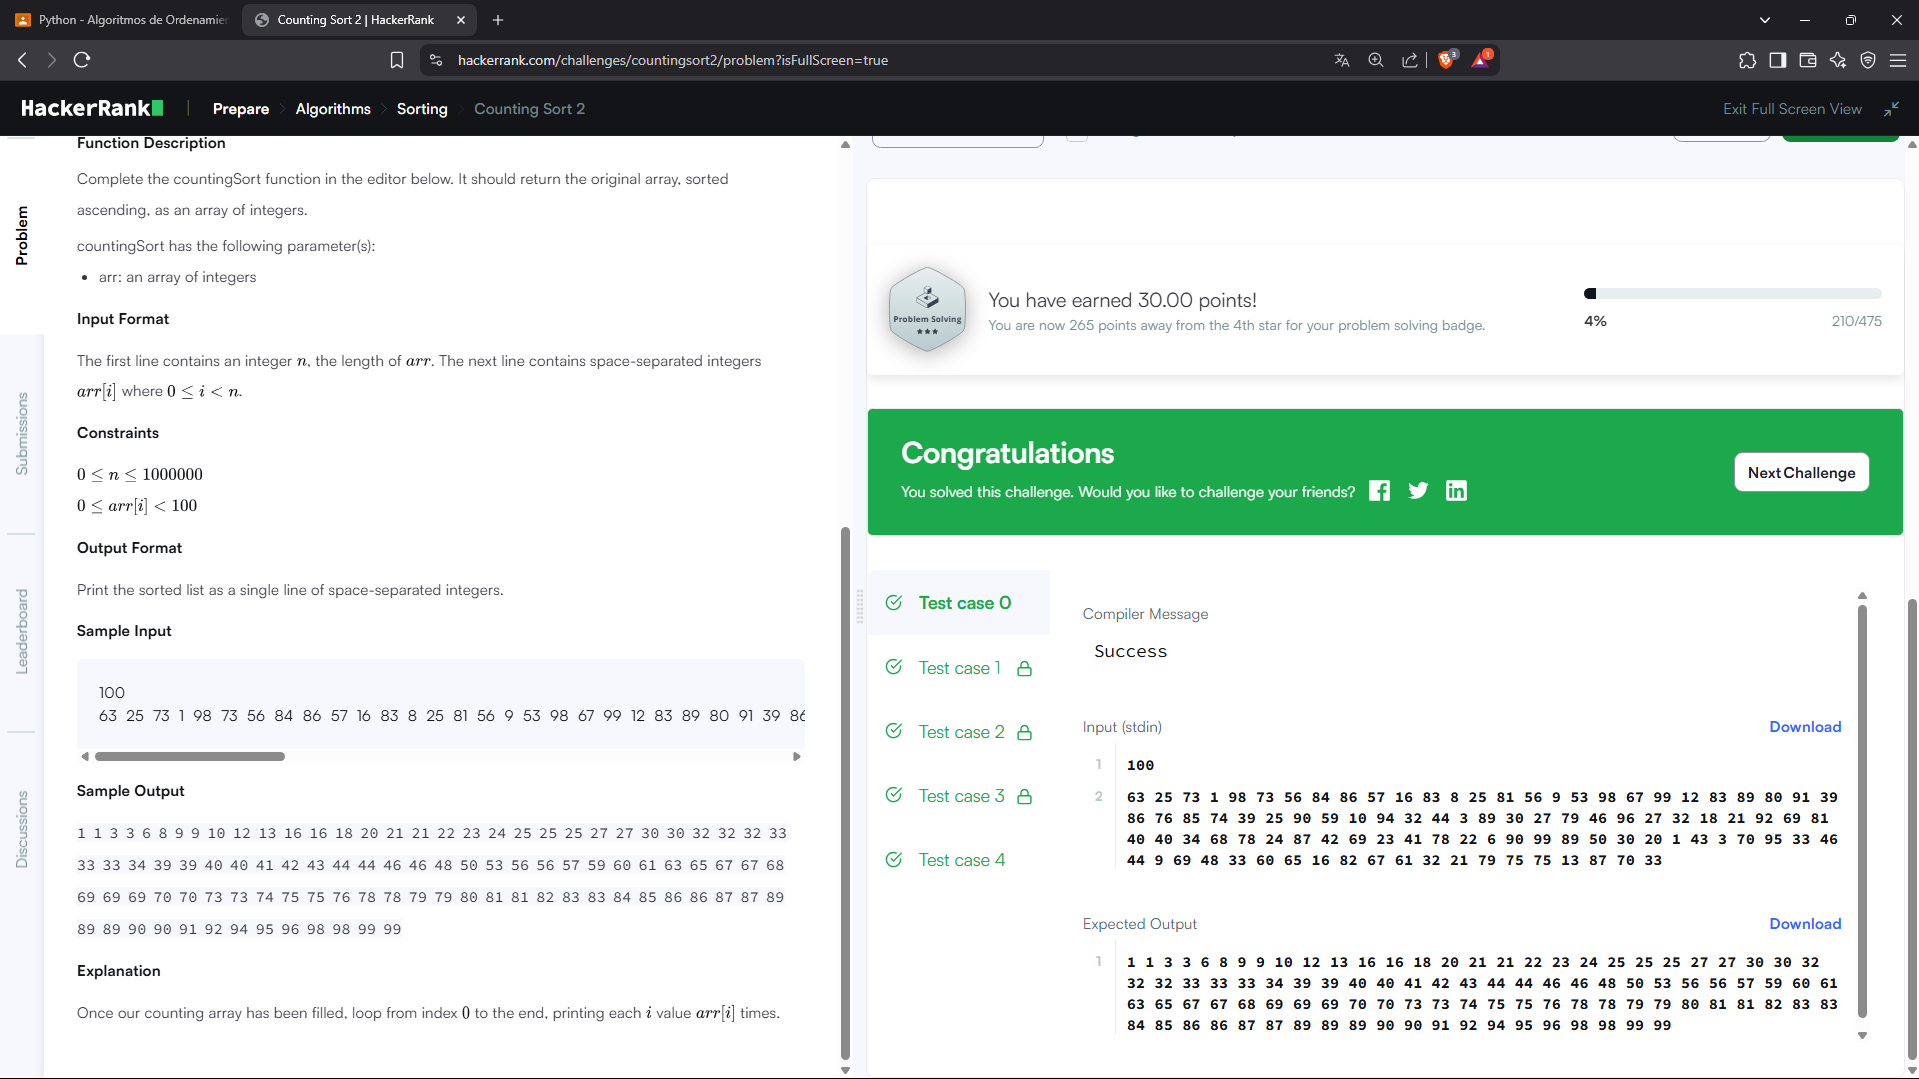 Python - Algoritmos de Ordenamien
Counting Sort 2 | HackerRank
hackerrank.com/challenges/countingsort2/problem?isFullScreen=true
3
1
HackerRank
Prepare
Algorithms
Sorting
Counting Sort 2
Exit Full Screen View
Problem
Submissions
Leaderboard
Discussions
Function Description
Complete the countingSort function in the editor below. It should return the original array, sorted
ascending, as an array of integers.
countingSort has the following parameter(s):
• arr: an array of integers
Input Format
The first line contains an integer n, the length of arr. The next line contains space-separated integers
arr[i] where 0 ≤ i < n.
Constraints
0 ≤ n ≤ 1000000
0 ≤ arr[i] < 100
Output Format
Print the sorted list as a single line of space-separated integers.
Sample Input
100
63 25 73 1 98 73 56 84 86 57 16 83 8 25 81 56 9 53 98 67 99 12 83 89 80 91 39 86
Sample Output
1 1 3 3 6 8 9 9 10 12 13 16 16 18 20 21 21 22 23 24 25 25 25 27 27 30 30 32 32 32 33
33 33 34 39 39 40 40 41 42 43 44 44 46 46 48 50 53 56 56 57 59 60 61 63 65 67 67 68
69 69 69 70 70 73 73 74 75 75 76 78 78 79 79 80 81 81 82 83 83 84 85 86 86 87 87 89
89 89 90 90 91 92 94 95 96 98 98 99 99
Explanation
Once our counting array has been filled, loop from index 0 to the end, printing each i value arr[i] times.
Problem Solving
You have earned 30.00 points!
You are now 265 points away from the 4th star for your problem solving badge.
4%
210/475
Congratulations
You solved this challenge. Would you like to challenge your friends?
Next Challenge
Test case 0
Test case 1
Test case 2
Test case 3
Test case 4
Compiler Message
Success
Input (stdin)
Download
1
100
2
63 25 73 1 98 73 56 84 86 57 16 83 8 25 81 56 9 53 98 67 99 12 83 89 80 91 39
86 76 85 74 39 25 90 59 10 94 32 44 3 89 30 27 79 46 96 27 32 18 21 92 69 81
40 40 34 68 78 24 87 42 69 23 41 78 22 6 90 99 89 50 30 20 1 43 3 70 95 33 46
44 9 69 48 33 60 65 16 82 67 61 32 21 79 75 75 13 87 70 33
Expected Output
Download
1
1 1 3 3 6 8 9 9 10 12 13 16 16 18 20 21 21 22 23 24 25 25 25 27 27 30 30 32
32 32 33 33 33 34 39 39 40 40 41 42 43 44 44 46 46 48 50 53 56 56 57 59 60 61
63 65 67 67 68 69 69 69 70 70 73 73 74 75 75 76 78 78 79 79 80 81 81 82 83 83
84 85 86 86 87 87 89 89 89 90 90 91 92 94 95 96 98 98 99 99